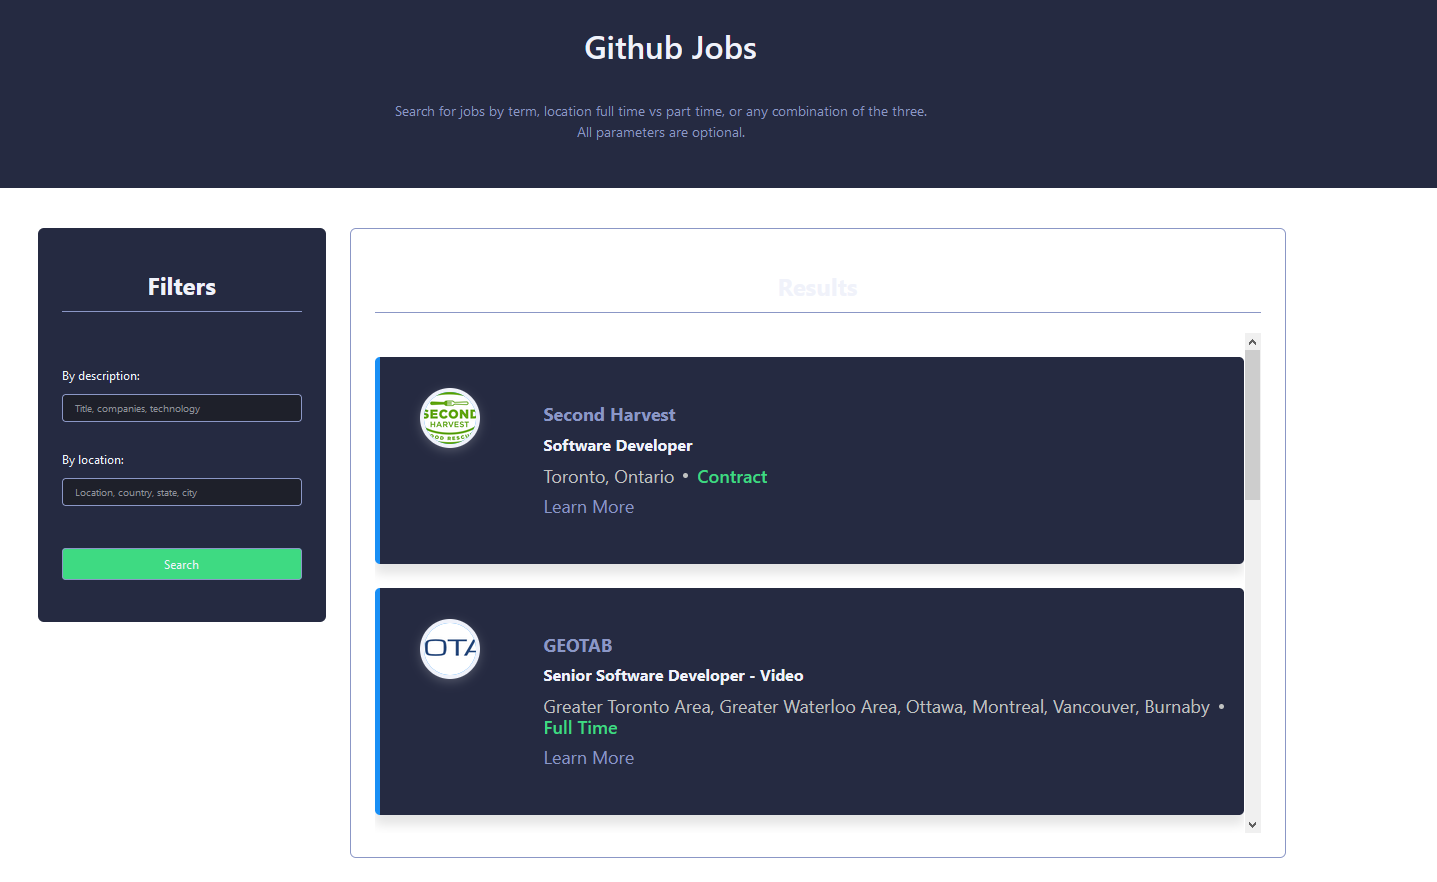 Github Jobs
Search for jobs by term, location full time vs part time, or any combination of the three.
All parameters are optional.
Filters
By description:
Title, companies, technology
By location:
Location, country, state, city
Search
Results
SECOND
HARVEST
Second Harvest
Software Developer
Toronto, Ontario • Contract
Learn More
OTA
GEOTAB
Senior Software Developer - Video
Greater Toronto Area, Greater Waterloo Area, Ottawa, Montreal, Vancouver, Burnaby •
Full Time
Learn More